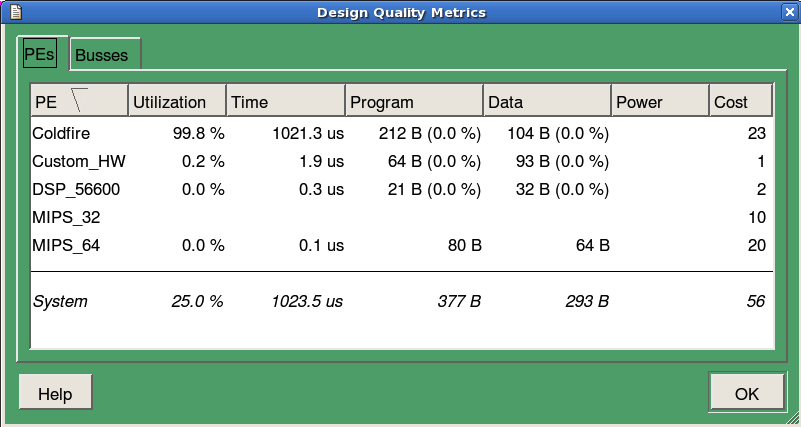 Design Quality Metrics
PEs Busses
PE Utilization Time Program Data Power Cost
Coldfire 99.8 % 1021.3 us 212 B (0.0 %) 104 B (0.0 %) 23
Custom_HW 0.2 % 1.9 us 64 B (0.0 %) 93 B (0.0 %) 1
DSP_56600 0.0 % 0.3 us 21 B (0.0 %) 32 B (0.0 %) 2
MIPS_32 10
MIPS_64 0.0 % 0.1 us 80 B 64 B 20
System 25.0 % 1023.5 us 377 B 293 B 56
Help OK